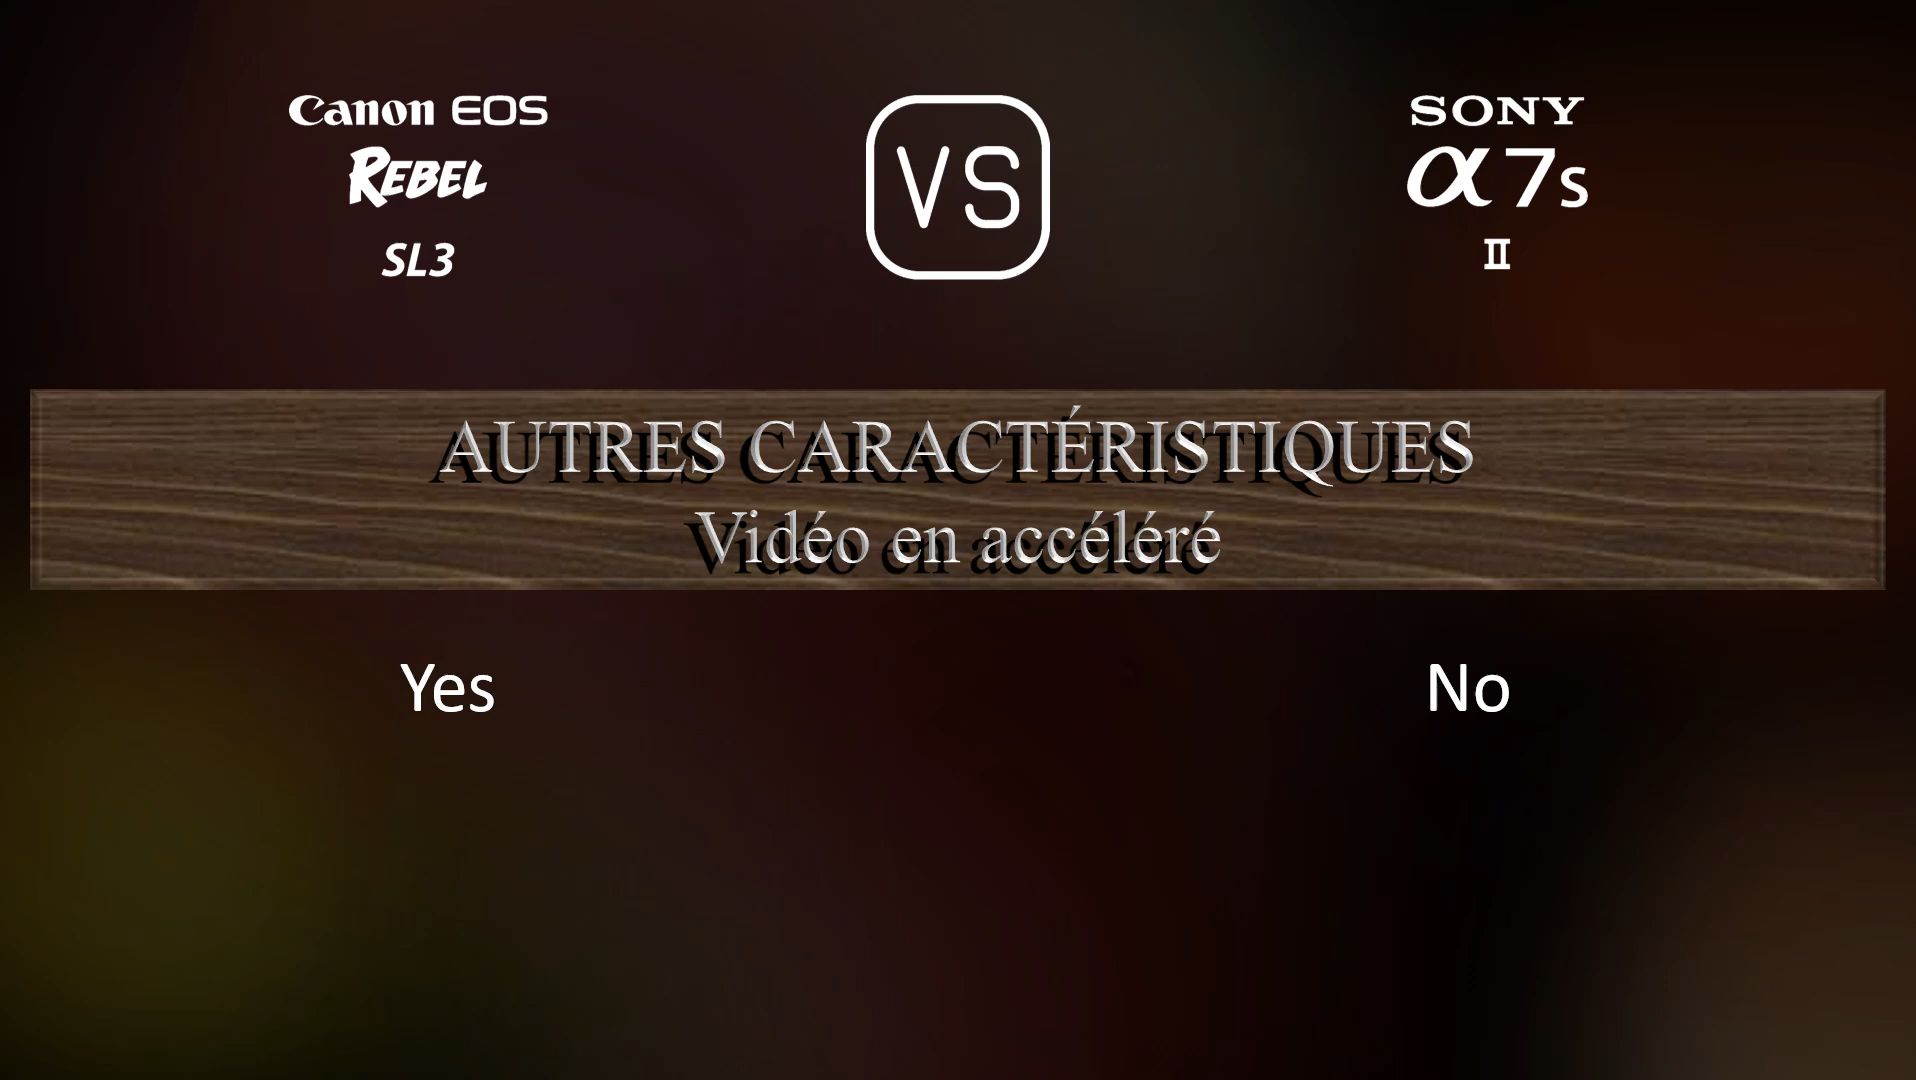 Canon EOS
REBEL
SL3
VS
SONY
α7s
II
AUTRES CARACTÉRISTIQUES
Vidéo en accéléré
Yes
No